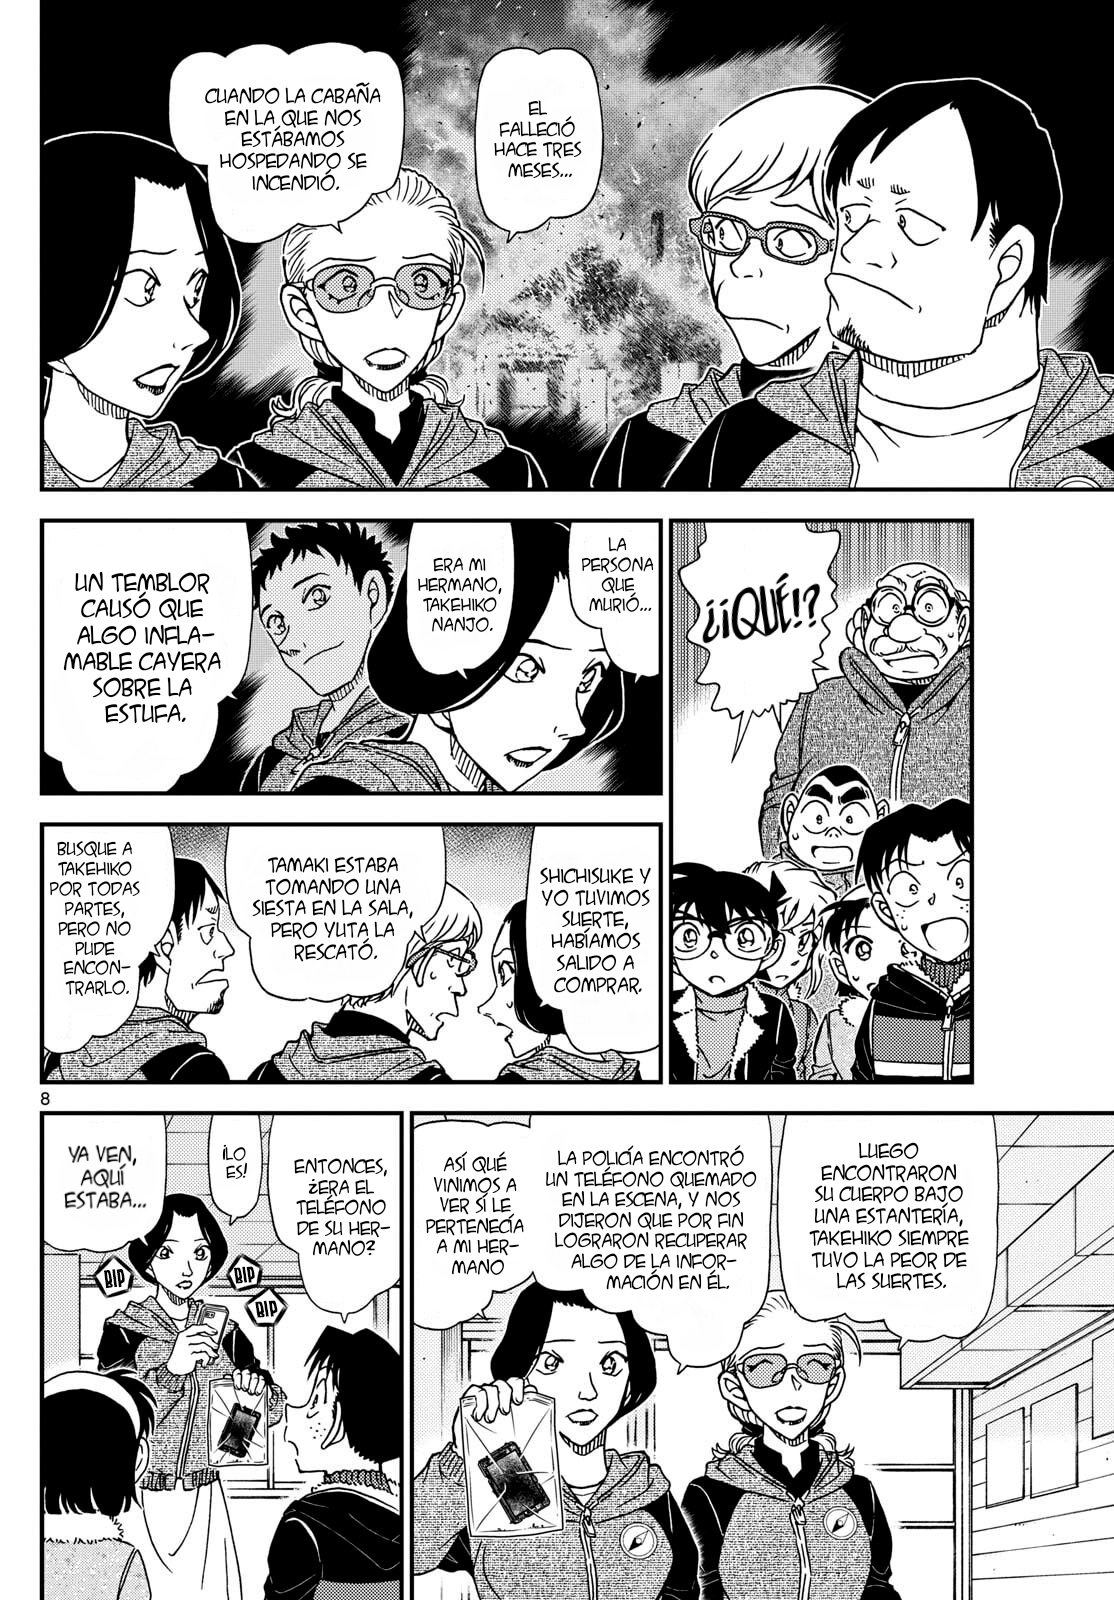 EL
FALLECIÓ
HACE TRES
MESES...
CUANDO LA CABAÑA
EN LA QUE NOS
ESTÁBAMOS
HOSPEDANDO SE
INCENDIÓ.
¿¡¡QUÉ!?
LA
PERSONA
QUE
MURIÓ...
ERA MI
HERMANO,
TAKEHIKO
NANJO.
UN TEMBLOR
CAUSÓ QUE
ALGO INFLA-
MABLE CAYERA
SOBRE LA
ESTUFA.
SHICHISUKE Y
YO TUVIMOS
SUERTE,
HABÍAMOS
SALIDO A
COMPRAR.
TAMAKI ESTABA
TOMANDO UNA
SIESTA EN LA SALA,
PERO YUTA LA
RESCATÓ.
BUSQUE A
TAKEHIKO
POR TODAS
PARTES,
PERO NO
PUDE
ENCON-
TRARLO.
8
LUEGO
ENCONTRARON
SU CUERPO BAJO
UNA ESTANTERÍA,
TAKEHIKO SIEMPRE
TUVO LA PEOR DE
LAS SUERTES.
LA POLICÍA ENCONTRÓ
UN TELÉFONO QUEMADO
EN LA ESCENA, Y NOS
DIJERON QUE POR FIN
LOGRARON RECUPERAR
ALGO DE LA INFOR-
MACIÓN EN ÉL.
ASÍ QUÉ
VINIMOS A
VER SÍ LE
PERTENECÍA
A MI HER-
MANO
ENTONCES,
¿ERA EL
TELÉFONO
DE SU HER-
MANO?
¡LO
ES!
YA VEN,
AQUÍ
ESTABA...
BIP
BIP
BIP